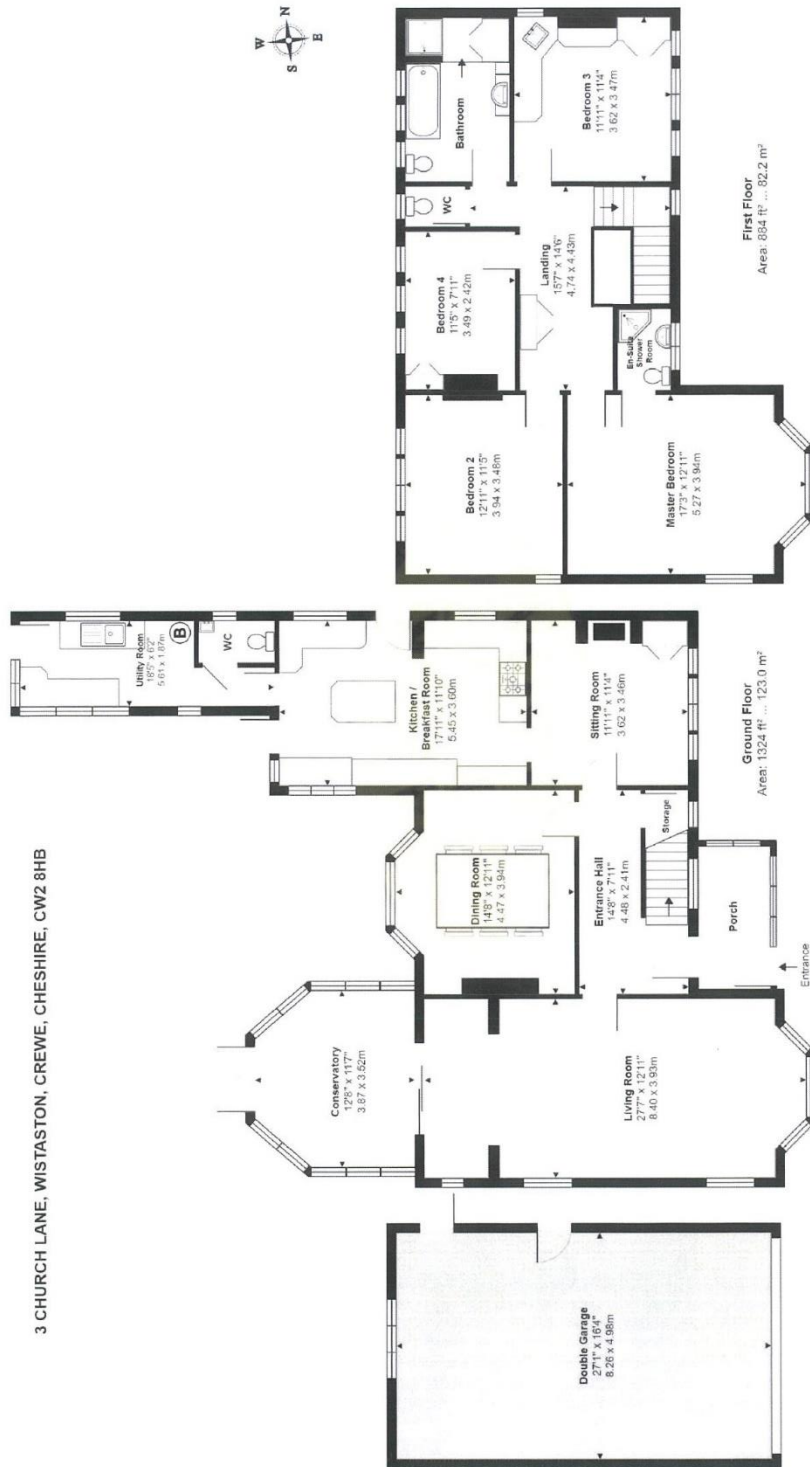 3 CHURCH LANE, WISTASTON, CREWE, CHESHIRE, CW2 8HB
W
N
S
E
Utility Room
18'5" x 6'2"
5.61 x 1.87m
B
WC
Conservatory
12'8" x 11'7"
3.87 x 3.52m
Dining Room
14'8" x 12'11"
4.47 x 3.94m
Kitchen /
Breakfast Room
17'11" x 11'10"
5.45 x 3.60m
Double Garage
27'1" x 16'4"
8.26 x 4.98m
Living Room
27'7" x 12'11"
8.40 x 3.93m
Entrance Hall
14'8" x 7'11"
4.48 x 2.41m
Storage
Sitting Room
11'11" x 11'4"
3.62 x 3.46m
Porch
Entrance
Ground Floor
Area: 1324 ft² ... 123.0 m²
Bedroom 2
12'11" x 11'5"
3.94 x 3.48m
Bedroom 4
11'5" x 7'11"
3.49 x 2.42m
WC
Bathroom
Master Bedroom
17'3" x 12'11"
5.27 x 3.94m
En-Suite
Shower
Room
Landing
15'7" x 14'6"
4.74 x 4.43m
Bedroom 3
11'11" x 11'4"
3.62 x 3.47m
First Floor
Area: 884 ft² ... 82.2 m²